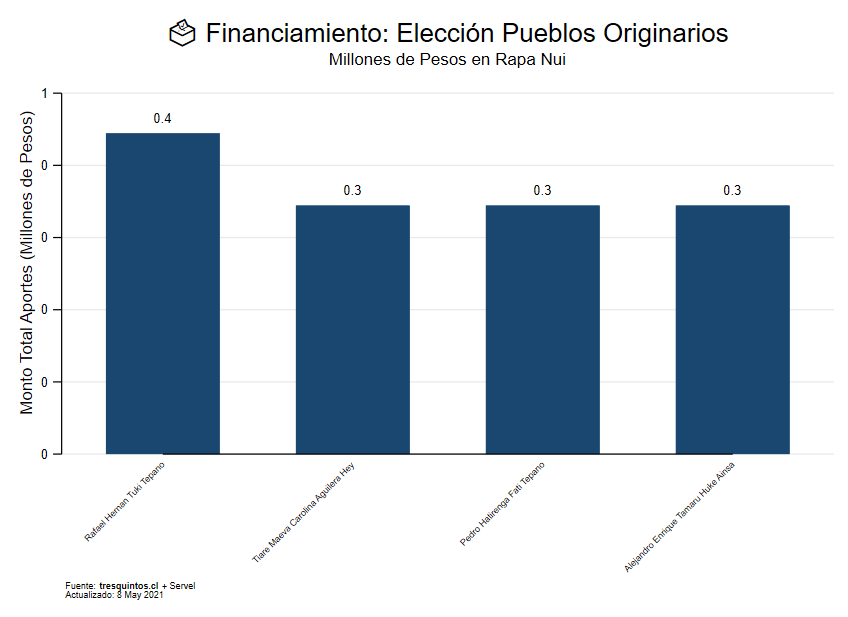 Financiamiento: Elección Pueblos Originarios
Millones de Pesos en Rapa Nui
Monto Total Aportes (Millones de Pesos)
1
0
0
0
0
0
0.4
0.3
0.3
0.3
Rafael Hernan Tuki Tepano
Tiare Maeva Carolina Aguilera Hey
Pedro Hatirenga Fati Tepano
Alejandro Enrique Tamaru Huke Ainsa
Fuente: tresquintos.cl + Servel
Actualizado: 8 May 2021